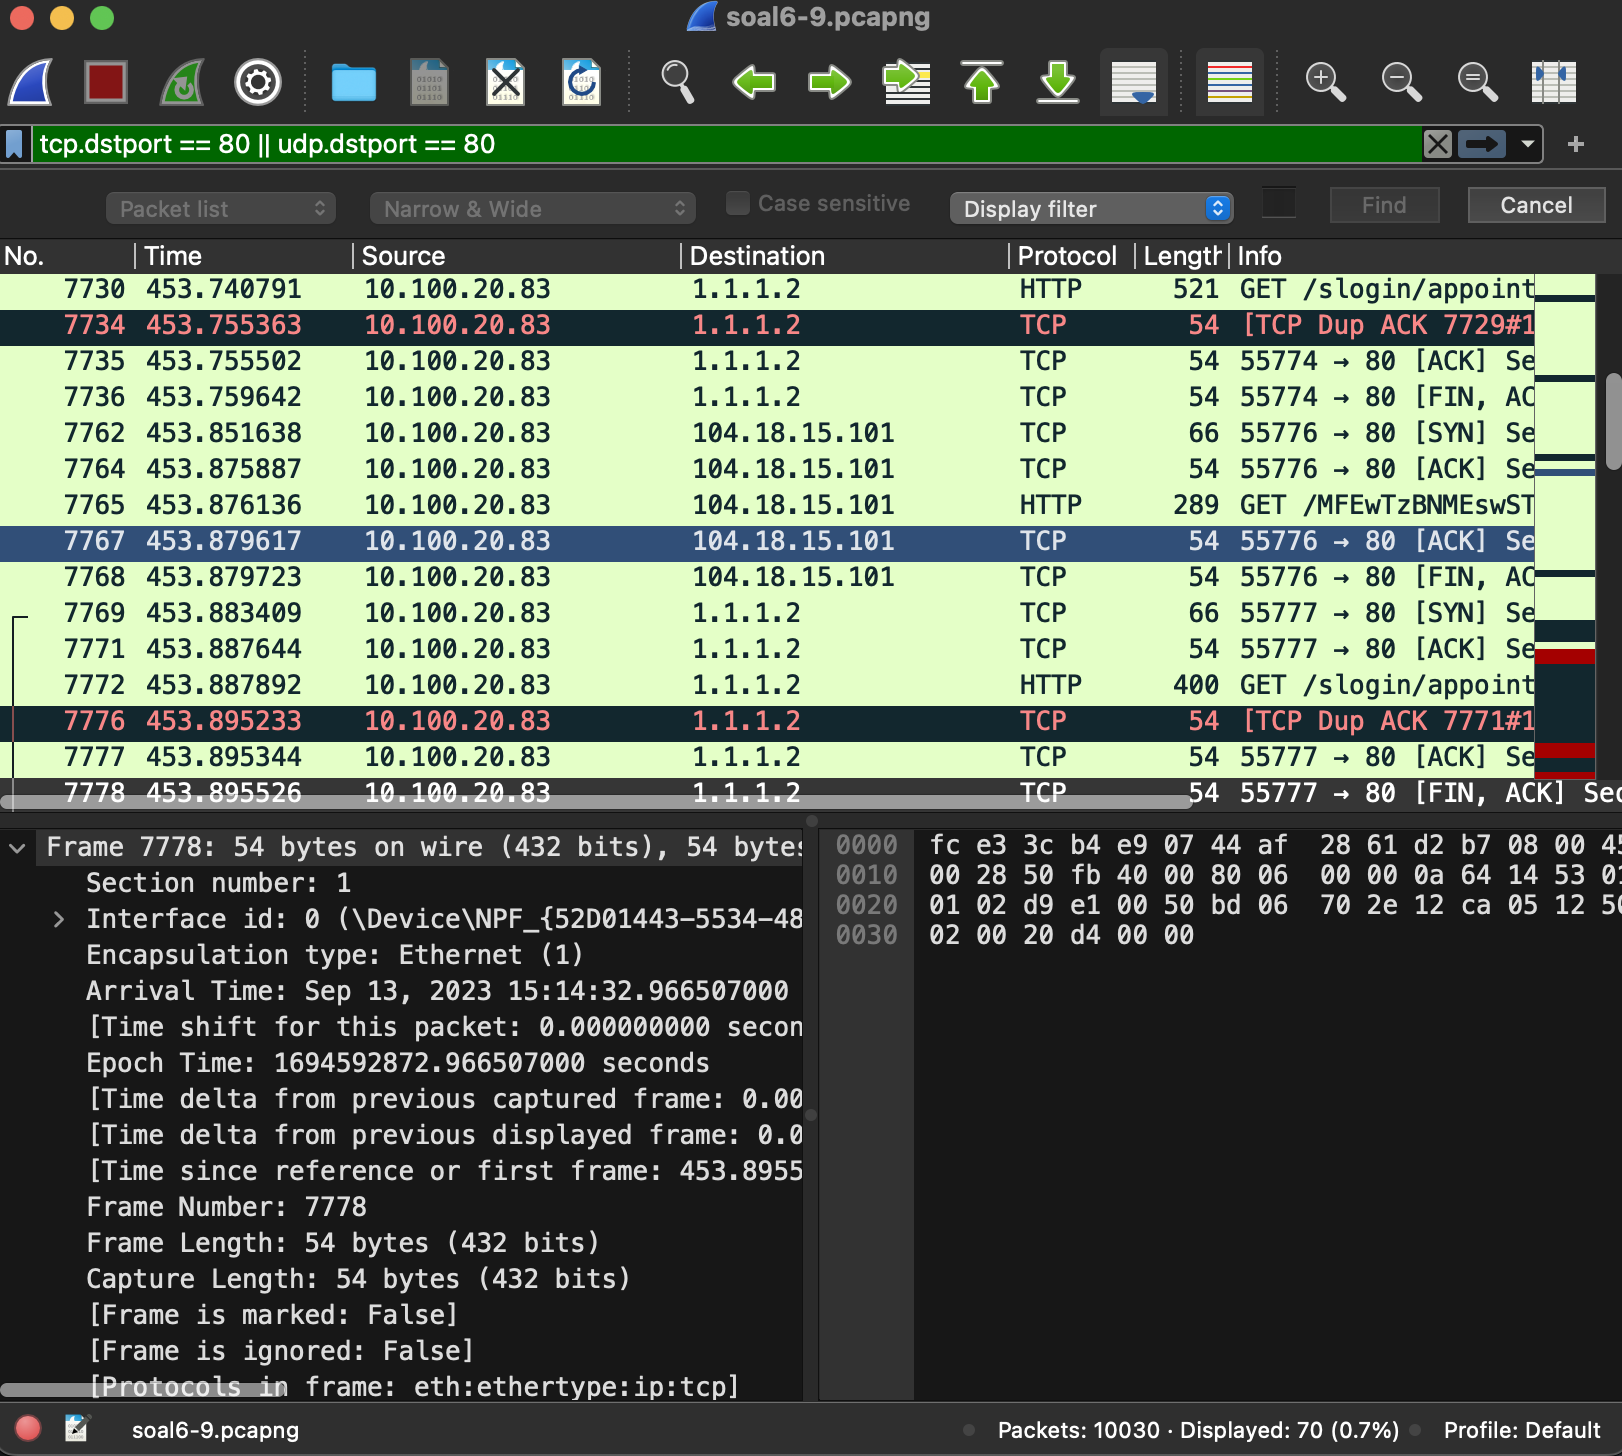 soal6-9.pcapng
tcp.dstport == 80 || udp.dstport == 80
Packet list Narrow & Wide Case sensitive Display filter Find Cancel
No. Time Source Destination Protocol Length Info
7730 453.740791 10.100.20.83 1.1.1.2 HTTP 521 GET /slogin/appoint
7734 453.755363 10.100.20.83 1.1.1.2 TCP 54 [TCP Dup ACK 7729#1
7735 453.755502 10.100.20.83 1.1.1.2 TCP 54 55774 → 80 [ACK] Se
7736 453.759642 10.100.20.83 1.1.1.2 TCP 54 55774 → 80 [FIN, AC
7762 453.851638 10.100.20.83 104.18.15.101 TCP 66 55776 → 80 [SYN] Se
7764 453.875887 10.100.20.83 104.18.15.101 TCP 54 55776 → 80 [ACK] Se
7765 453.876136 10.100.20.83 104.18.15.101 HTTP 289 GET /MFEwTzBNMEswST
7767 453.879617 10.100.20.83 104.18.15.101 TCP 54 55776 → 80 [ACK] Se
7768 453.879723 10.100.20.83 104.18.15.101 TCP 54 55776 → 80 [FIN, AC
7769 453.883409 10.100.20.83 1.1.1.2 TCP 66 55777 → 80 [SYN] Se
7771 453.887644 10.100.20.83 1.1.1.2 TCP 54 55777 → 80 [ACK] Se
7772 453.887892 10.100.20.83 1.1.1.2 HTTP 400 GET /slogin/appoint
7776 453.895233 10.100.20.83 1.1.1.2 TCP 54 [TCP Dup ACK 7771#1
7777 453.895344 10.100.20.83 1.1.1.2 TCP 54 55777 → 80 [ACK] Se
7778 453.895526 10.100.20.83 1.1.1.2 TCP 54 55777 → 80 [FIN, ACK] Sec
Frame 7778: 54 bytes on wire (432 bits), 54 bytes
Section number: 1
Interface id: 0 (\Device\NPF_{52D01443-5534-48
Encapsulation type: Ethernet (1)
Arrival Time: Sep 13, 2023 15:14:32.966507000
[Time shift for this packet: 0.000000000 secon
Epoch Time: 1694592872.966507000 seconds
[Time delta from previous captured frame: 0.00
[Time delta from previous displayed frame: 0.0
[Time since reference or first frame: 453.8955
Frame Number: 7778
Frame Length: 54 bytes (432 bits)
Capture Length: 54 bytes (432 bits)
[Frame is marked: False]
[Frame is ignored: False]
[Protocols in frame: eth:ethertype:ip:tcp]
0000 fc e3 3c b4 e9 07 44 af 28 61 d2 b7 08 00 45
0010 00 28 50 fb 40 00 80 06 00 00 0a 64 14 53 01
0020 01 02 d9 e1 00 50 bd 06 70 2e 12 ca 05 12 50
0030 02 00 20 d4 00 00
soal6-9.pcapng Packets: 10030 · Displayed: 70 (0.7%) Profile: Default